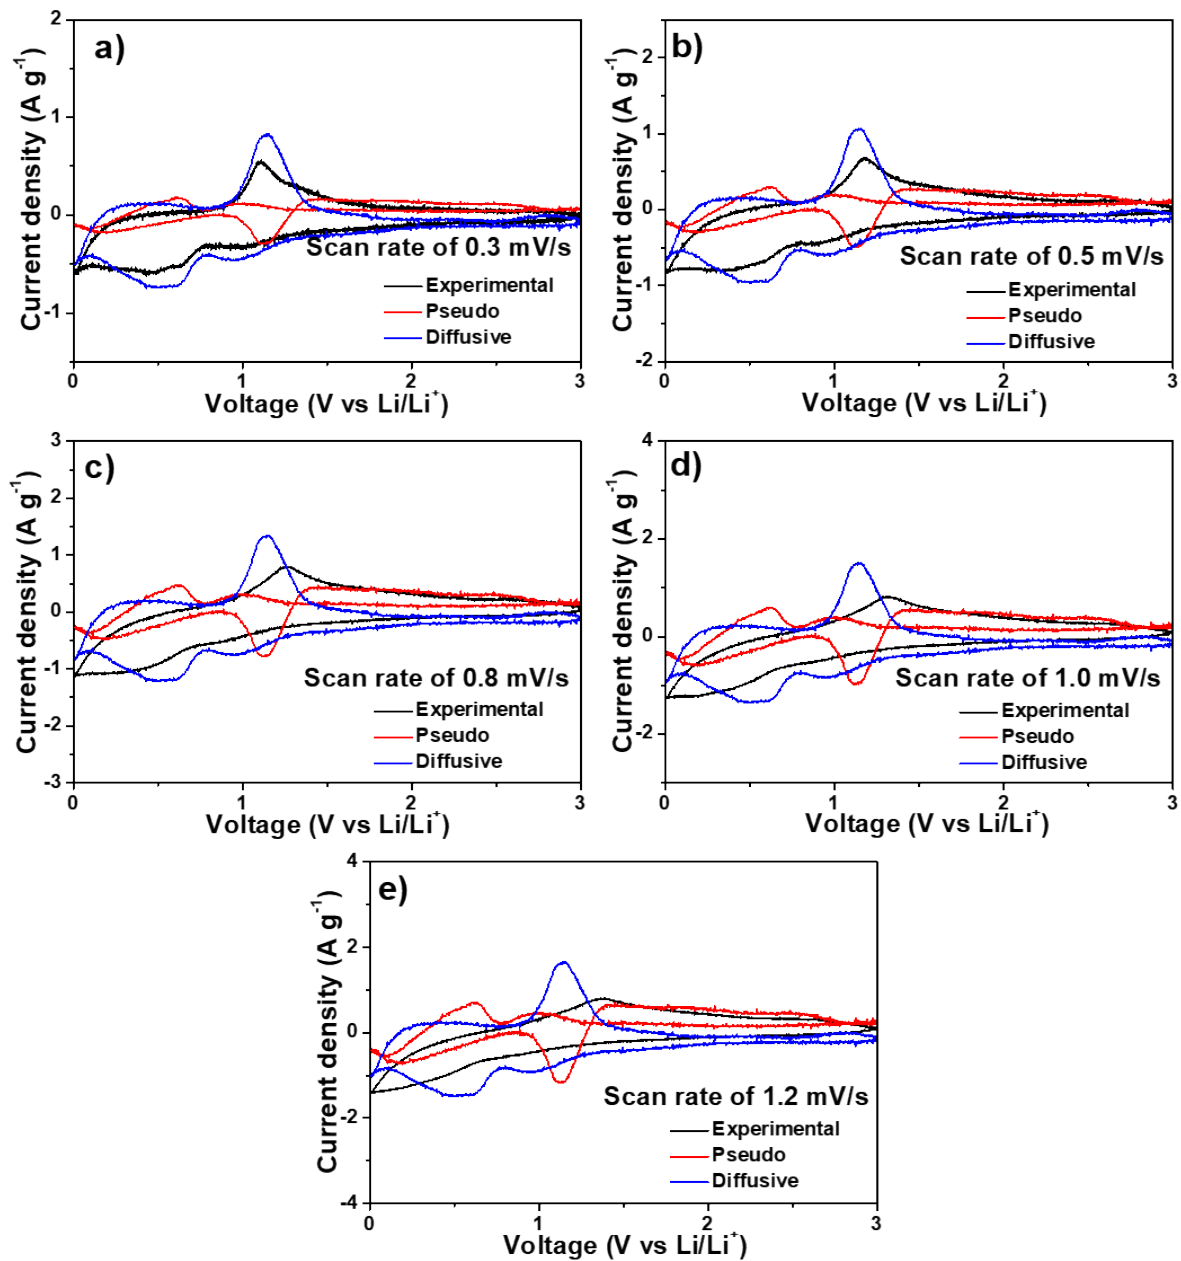 a)
Current density (A g⁻¹)
2
1
0
-1
Scan rate of 0.3 mV/s
Experimental
Pseudo
Diffusive
0
1
2
3
Voltage (V vs Li/Li⁺)
b)
Current density (A g⁻¹)
2
1
0
-1
-2
Scan rate of 0.5 mV/s
Experimental
Pseudo
Diffusive
0
1
2
3
Voltage (V vs Li/Li⁺)
c)
Current density (A g⁻¹)
3
2
1
0
-1
-2
-3
Scan rate of 0.8 mV/s
Experimental
Pseudo
Diffusive
0
1
2
3
Voltage (V vs Li/Li⁺)
d)
Current density (A g⁻¹)
4
2
0
-2
Scan rate of 1.0 mV/s
Experimental
Pseudo
Diffusive
0
1
2
3
Voltage (V vs Li/Li⁺)
e)
Current density (A g⁻¹)
4
2
0
-2
-4
Scan rate of 1.2 mV/s
Experimental
Pseudo
Diffusive
0
1
2
3
Voltage (V vs Li/Li⁺)